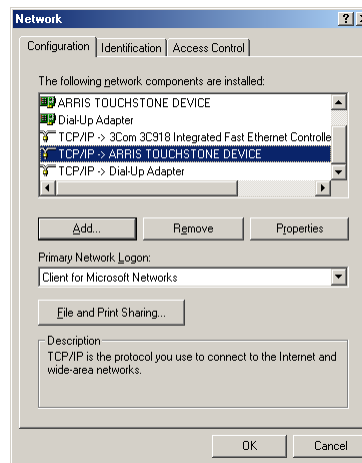 Network
Configuration
Identification
Access Control
The following network components are installed:
ARRIS TOUCHSTONE DEVICE
Dial-Up Adapter
TCP/IP -> 3Com 3C918 Integrated Fast Ethernet Controlle
TCP/IP -> ARRIS TOUCHSTONE DEVICE
TCP/IP -> Dial-Up Adapter
Add...
Remove
Properties
Primary Network Logon:
Client for Microsoft Networks
File and Print Sharing...
Description
TCP/IP is the protocol you use to connect to the Internet and
wide-area networks.
OK
Cancel